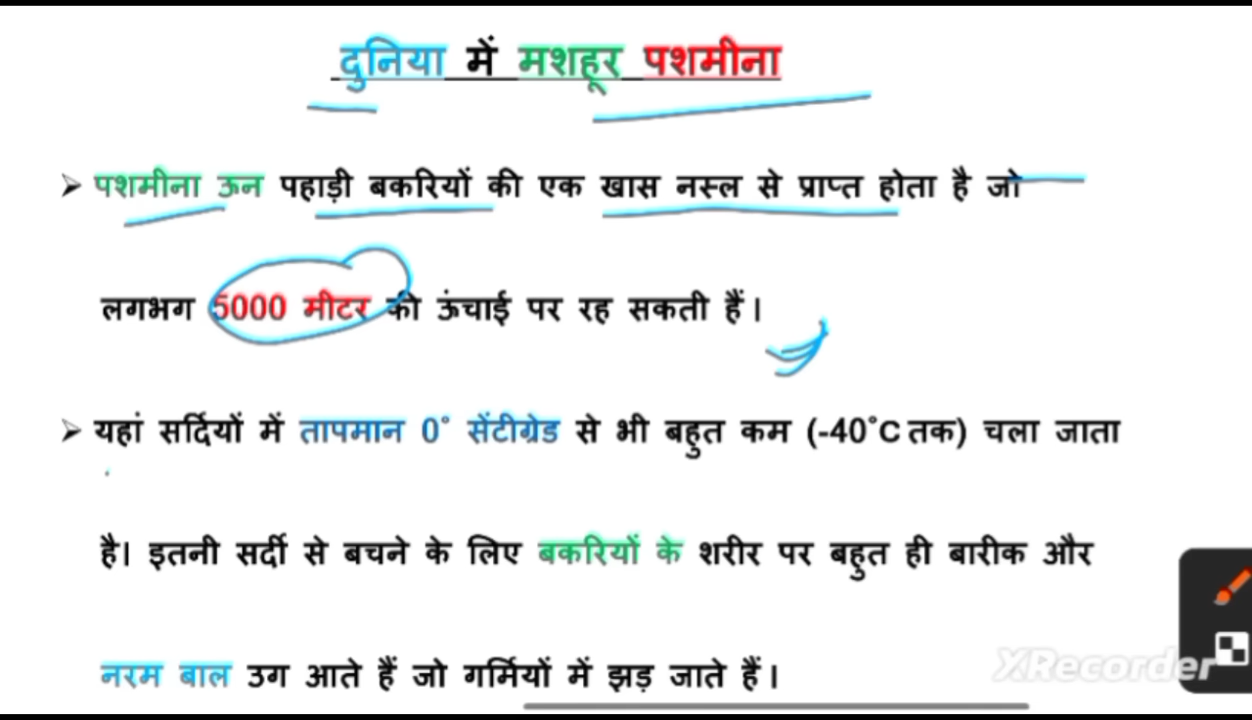 दुनिया में मशहूर पशमीना
➢ पशमीना ऊन पहाड़ी बकरियों की एक खास नस्ल से प्राप्त होता है जो
लगभग 5000 मीटर की ऊंचाई पर रह सकती हैं।
➢ यहां सर्दियों में तापमान 0° सेंटीग्रेड से भी बहुत कम (-40°C तक) चला जाता
है। इतनी सर्दी से बचने के लिए बकरियों के शरीर पर बहुत ही बारीक और
नरम बाल उग आते हैं जो गर्मियों में झड़ जाते हैं।
XRecorder